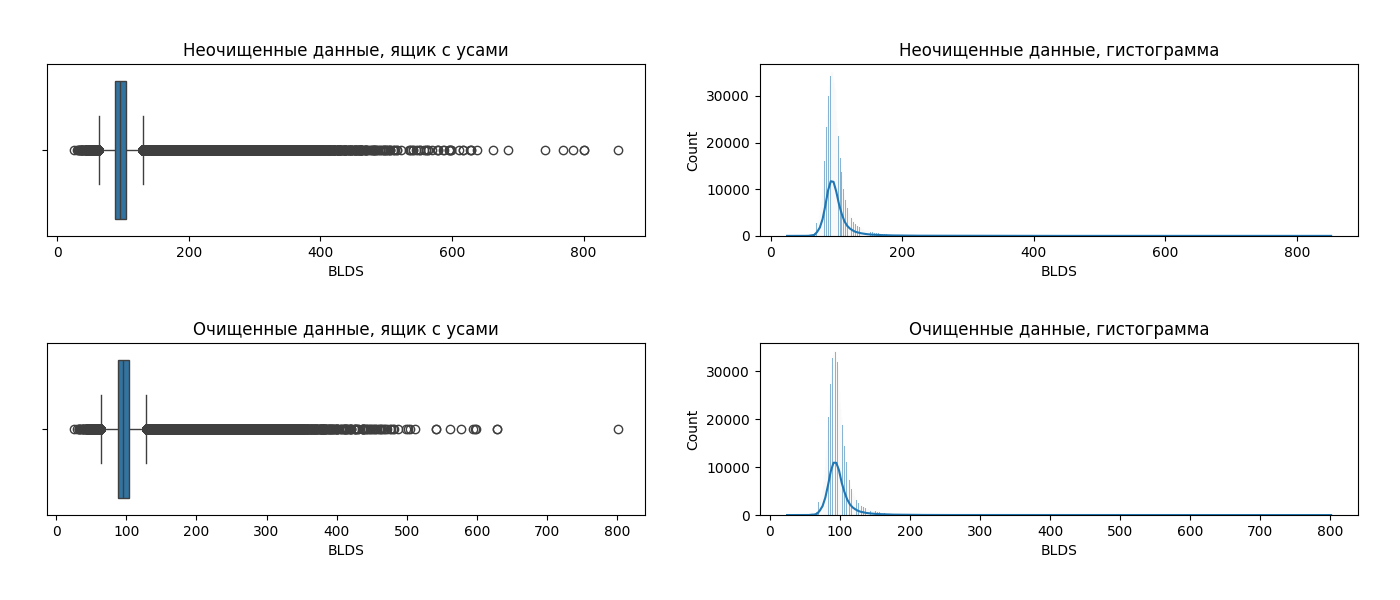 Неочищенные данные, ящик с усами
0 200 400 600 800
BLDS
Неочищенные данные, гистограмма
Count
30000
20000
10000
0
0 200 400 600 800
BLDS
Очищенные данные, ящик с усами
0 100 200 300 400 500 600 700 800
BLDS
Очищенные данные, гистограмма
Count
30000
20000
10000
0
0 100 200 300 400 500 600 700 800
BLDS